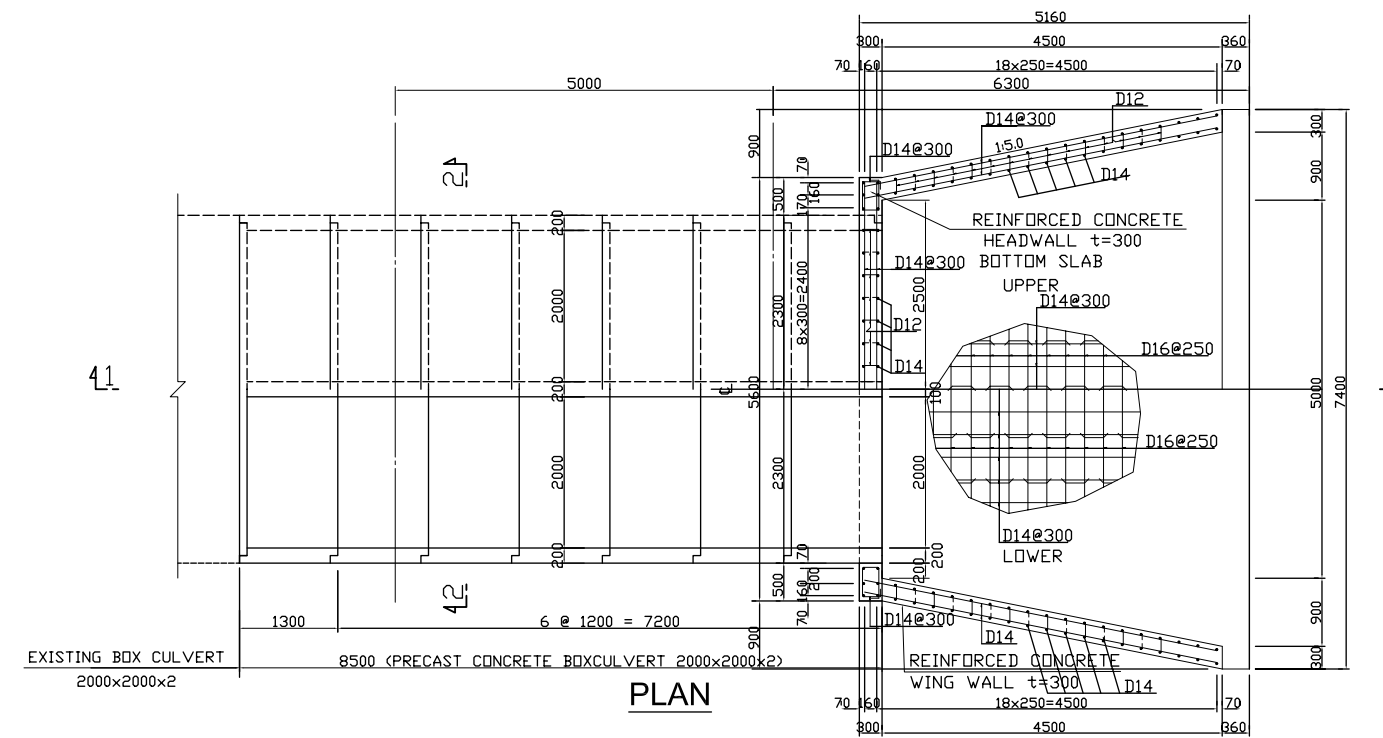 5160
300 4500 360
70 160 18x250=4500 70
5000 6300
D12
D14@300
1:5.0
D14@300
D14
900
70
160
170
500
300
900
2
REINFORCED CONCRETE
HEADWALL t=300
BOTTOM SLAB
UPPER
D14@300
D14@300
200
2000
2300
8x300=2400
2500
D12
D14
D16@250
4 1
200
5600
100
5000
7400
℄
2000
2300
2000
D16@250
D14@300
LOWER
200
70
200
160
70
500
200
200
2
900
300
900
1300 6 @ 1200 = 7200
D14@300
D14
EXISTING BOX CULVERT
2000x2000x2
8500 (PRECAST CONCRETE BOXCULVERT 2000x2000x2)
REINFORCED CONCRETE
WING WALL t=300
D14
PLAN
70 160 18x250=4500 70
300 4500 360